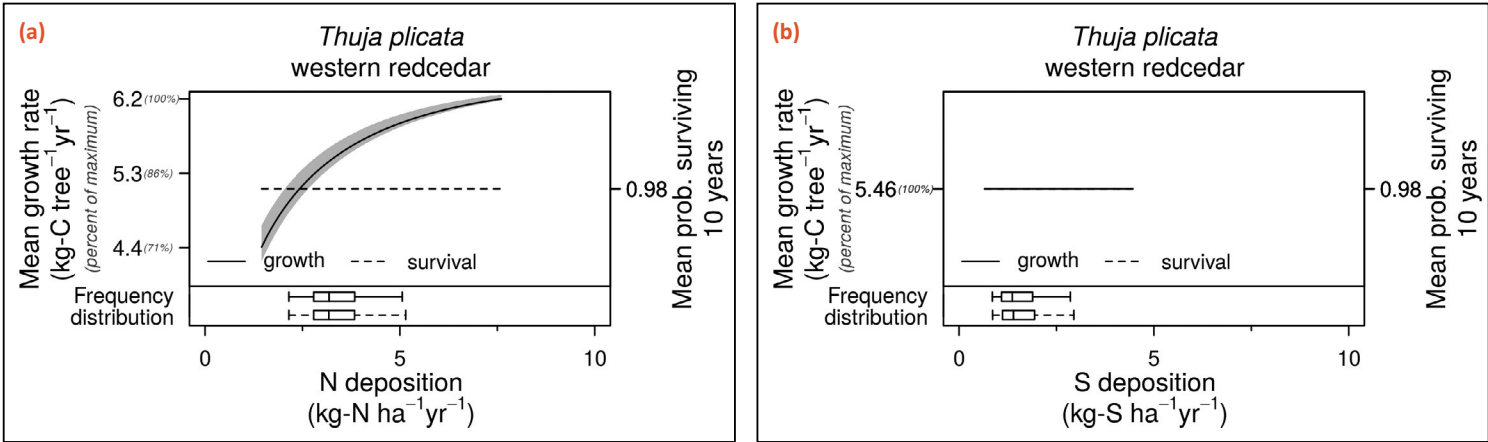 (a)
Thuja plicata
western redcedar
Mean growth rate
(kg-C tree⁻¹yr⁻¹)
(percent of maximum)
6.2 (100%)
5.3 (86%)
4.4 (71%)
growth
survival
0.98
Mean prob. surviving
10 years
Frequency
distribution
0 5 10
N deposition
(kg-N ha⁻¹yr⁻¹)
(b)
Thuja plicata
western redcedar
Mean growth rate
(kg-C tree⁻¹yr⁻¹)
(percent of maximum)
5.46 (100%)
growth
survival
0.98
Mean prob. surviving
10 years
Frequency
distribution
0 5 10
S deposition
(kg-S ha⁻¹yr⁻¹)